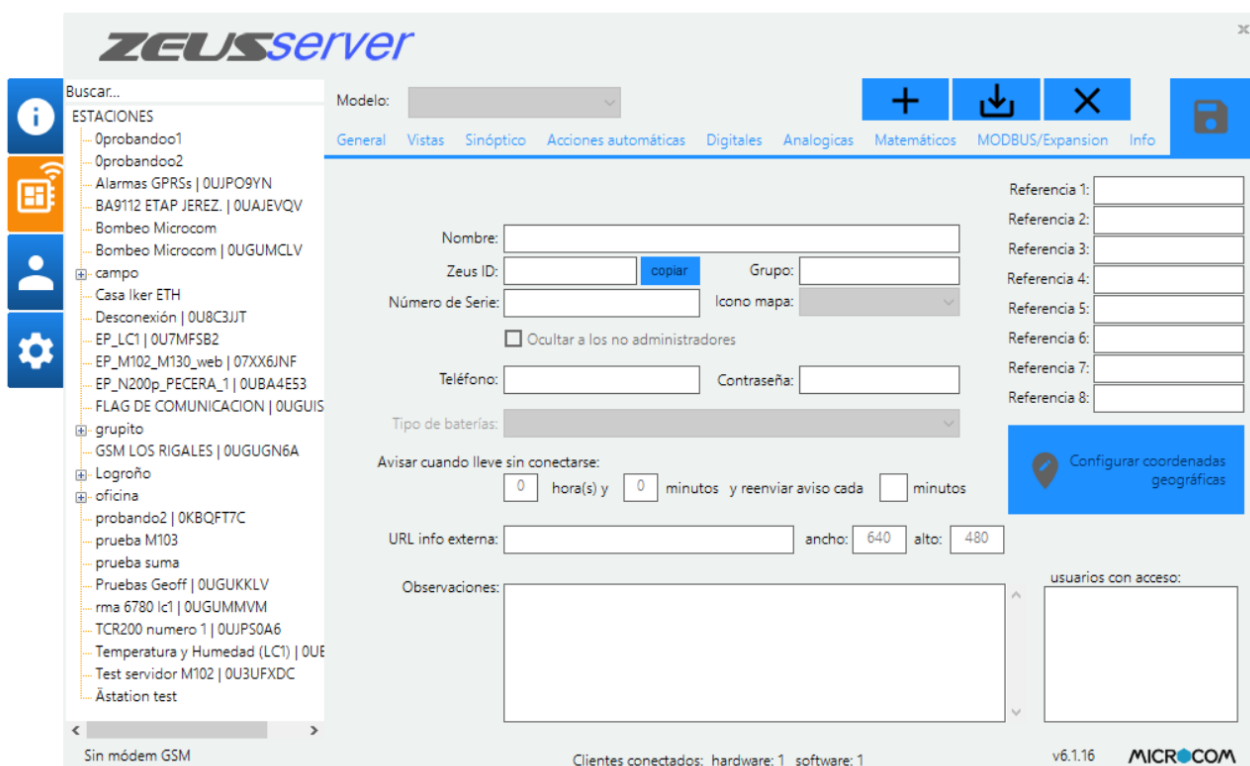 ZEUSserver
Buscar...
ESTACIONES
0probandoo1
0probandoo2
Alarmas GPRSs | 0UJPO9YN
BA9112 ETAP JEREZ. | 0UAJEVQV
Bombeo Microcom
Bombeo Microcom | 0UGUMCLV
campo
Casa Iker ETH
Desconexión | 0U8C3JJT
EP_LC1 | 0U7MFSB2
EP_M102_M130_web | 07XX6JNF
EP_N200p_PECERA_1 | 0UBA4E53
FLAG DE COMUNICACION | 0UGUIS
grupito
GSM LOS RIGALES | 0UGUGN6A
Logroño
oficina
probando2 | 0KBQFT7C
prueba M103
prueba suma
Pruebas Geoff | 0UGUKKLV
rma 6780 lc1 | 0UGUMMVM
TCR200 numero 1 | 0UJPS0A6
Temperatura y Humedad (LC1) | 0UE
Test servidor M102 | 0U3UFXDC
Ästation test
Modelo:
General Vistas Sinóptico Acciones automáticas Digitales Analogicas Matemáticos MODBUS/Expansion Info
Nombre:
Zeus ID: copiar Grupo:
Número de Serie: Icono mapa:
Ocultar a los no administradores
Teléfono: Contraseña:
Tipo de baterías:
Avisar cuando lleve sin conectarse:
0 hora(s) y 0 minutos y reenviar aviso cada minutos
URL info externa: ancho: 640 alto: 480
Observaciones:
Referencia 1:
Referencia 2:
Referencia 3:
Referencia 4:
Referencia 5:
Referencia 6:
Referencia 7:
Referencia 8:
Configurar coordenadas
geográficas
usuarios con acceso:
Sin módem GSM
Clientes conectados: hardware: 1 software: 1
v6.1.16
MICROCOM